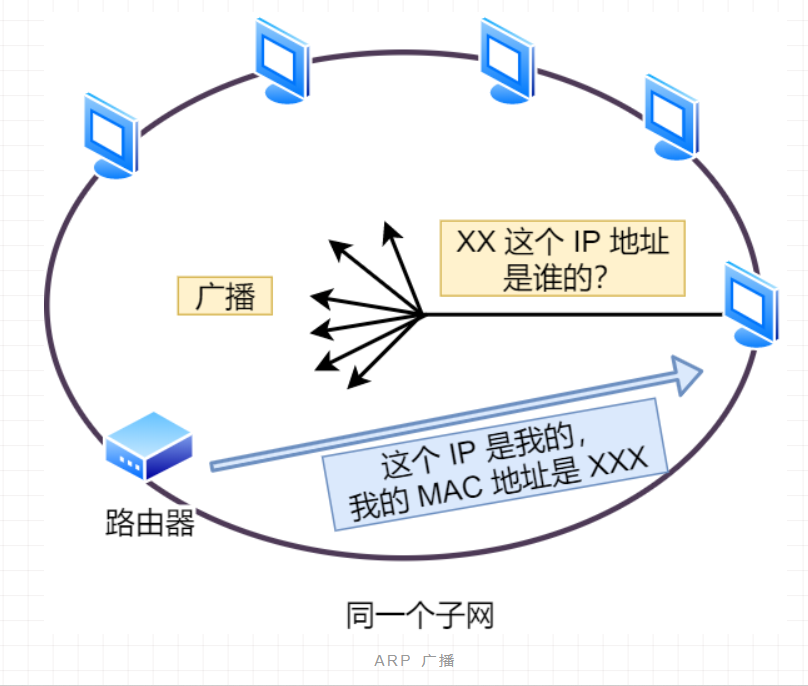 XX 这个 IP 地址
是谁的？
广播
这个 IP 是我的，
我的 MAC 地址是 XXX
路由器
同一个子网
ARP 广播